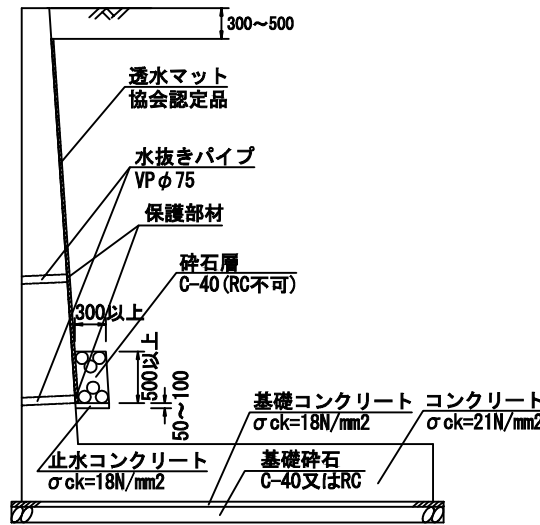 300～500
透水マット
協会認定品
水抜きパイプ
VPφ75
保護部材
砕石層
C-40(RC不可)
300以上
500以上
50～100
基礎コンクリート
σck=18N/mm2
コンクリート
σck=21N/mm2
止水コンクリート
σck=18N/mm2
基礎砕石
C-40又はRC